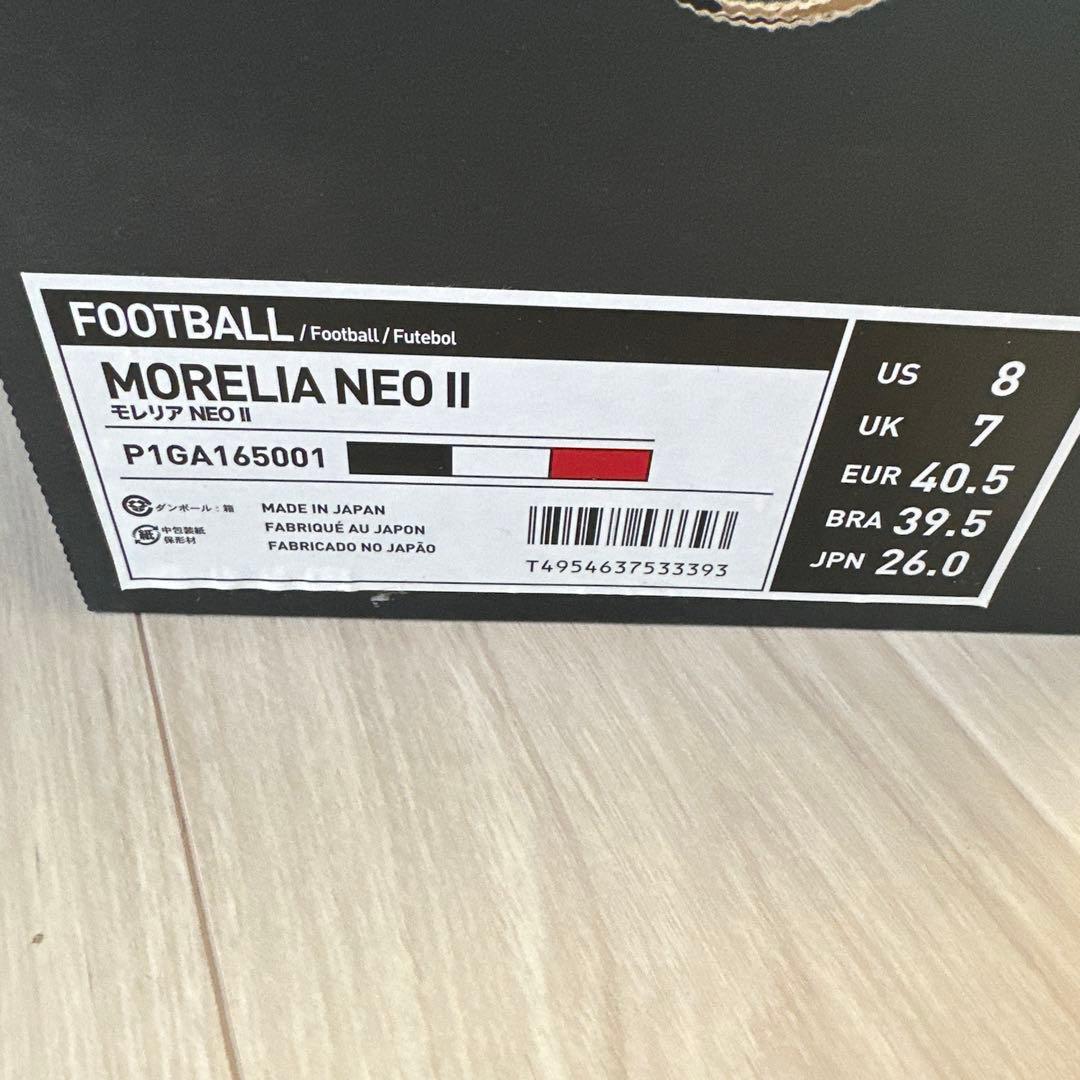 FOOTBALL / Football / Futebol
MORELIA NEO II
モレリア NEO II
P1GA165001
ダンボール：箱
紙
中包装紙
保形材
MADE IN JAPAN
FABRIQUÉ AU JAPON
FABRICADO NO JAPÃO
T4954637533393
US 8
UK 7
EUR 40.5
BRA 39.5
JPN 26.0